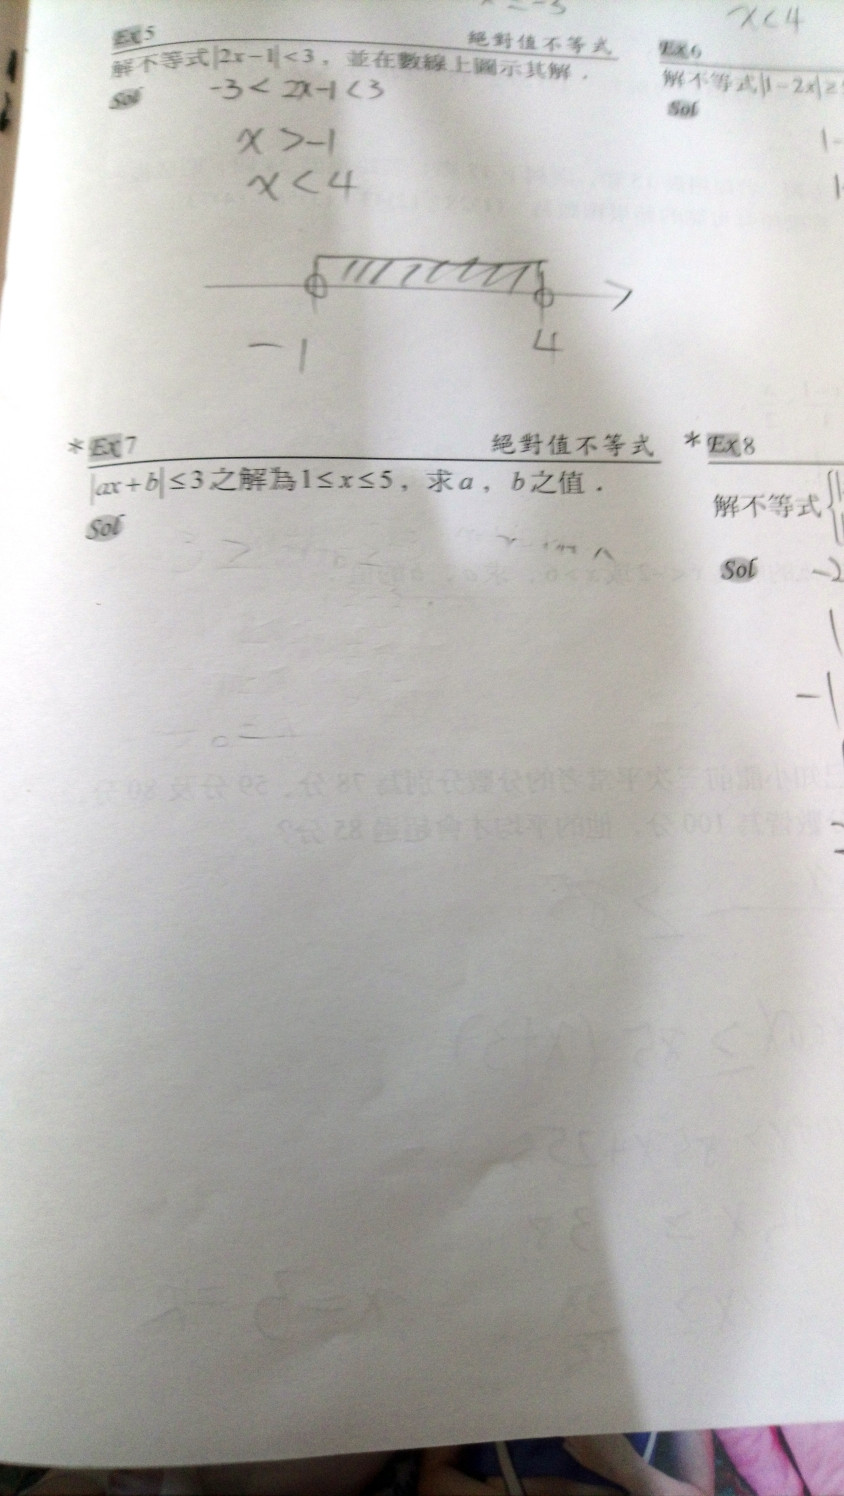 x<4
Ex5 絕對值不等式
解不等式|2x−1|<3，並在數線上圖示其解．
Sol -3 < 2x-1 < 3
x > -1
x < 4
-1 4
Ex6
解不等式|1−2x|≥
Sol
*Ex7 絕對值不等式
|ax+b|≤3之解為1≤x≤5，求a，b之值．
Sol
*Ex8
解不等式
Sol -2
-1